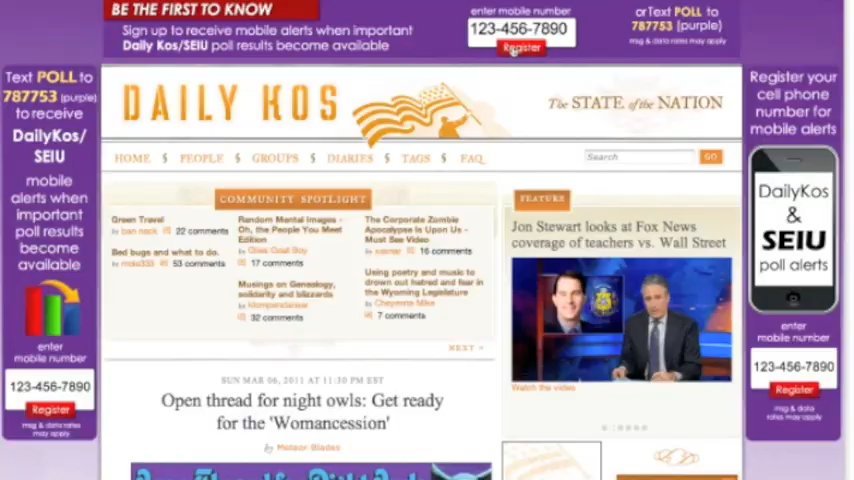 BE THE FIRST TO KNOW
Sign up to receive mobile alerts when important
Daily Kos/SEIU poll results become available
enter mobile number
123-456-7890
Register
or Text POLL to
787753 (purple)
msg & data rates may apply
Text POLL to
787753 (purple)
to receive
DailyKos/
SEIU
mobile
alerts when
important
poll results
become
available
enter
mobile number
123-456-7890
Register
msg & data
rates may
may apply
DAILY KOS
The STATE of the NATION
HOME $ PEOPLE $ GROUPS $ DIARIES $ TAGS $ FAQ
Search
GO
COMMUNITY SPOTLIGHT
Green Travel
by ban nock 22 comments
Bed bugs and what to do.
53 comments
Random Mental Images -
Oh, the People You Meet
Edition
by Glass Goat Boy
17 comments
Musings on Genealogy,
solidarity and blizzards
by
32 comments
The Corporate Zombie
Apocalypse Is Upon Us -
Must See Video
by xaxnar 16 comments
Using poetry and music to
drown out hatred and fear in
the Wyoming Legislature
by Cheyenne Mike
7 comments
NEXT
FEATURE
Jon Stewart looks at Fox News
coverage of teachers vs. Wall Street
Watch the video
SUN MAR 06, 2011 AT 11:30 PM EST
Open thread for night owls: Get ready
for the 'Womancession'
by Meteor Blades
Register your
cell phone
number for
mobile alerts
DailyKos
&
SEIU
poll alerts
enter
mobile number
123-456-7890
Register
msg & data
rates may apply